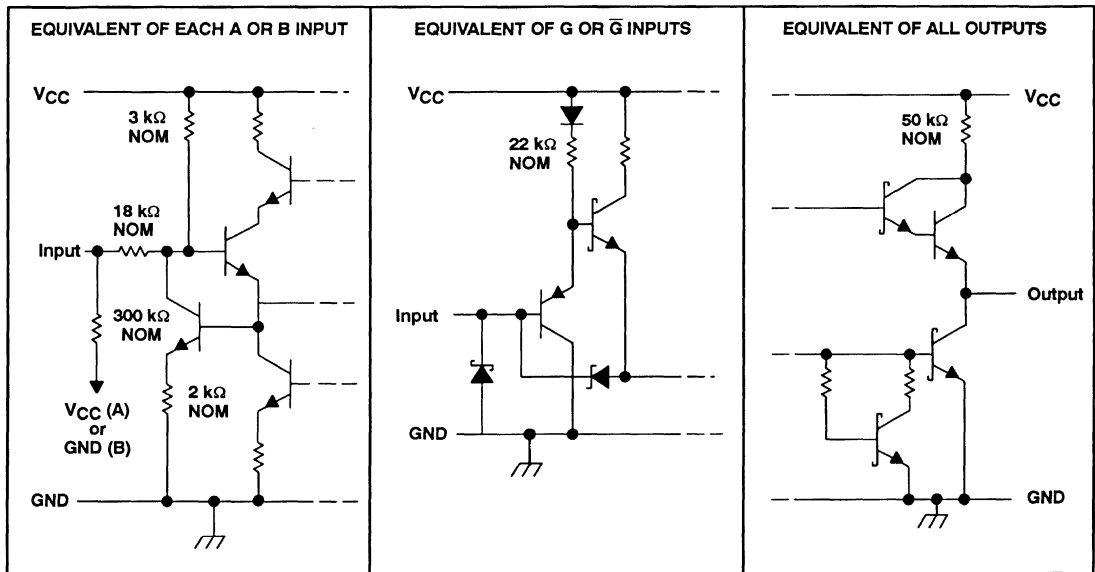 EQUIVALENT OF EACH A OR B INPUT
VCC
3 kΩ
NOM
18 kΩ
NOM
Input
300 kΩ
NOM
2 kΩ
NOM
VCC (A)
or
GND (B)
GND
EQUIVALENT OF G OR G̅ INPUTS
VCC
22 kΩ
NOM
Input
GND
EQUIVALENT OF ALL OUTPUTS
VCC
50 kΩ
NOM
Output
GND